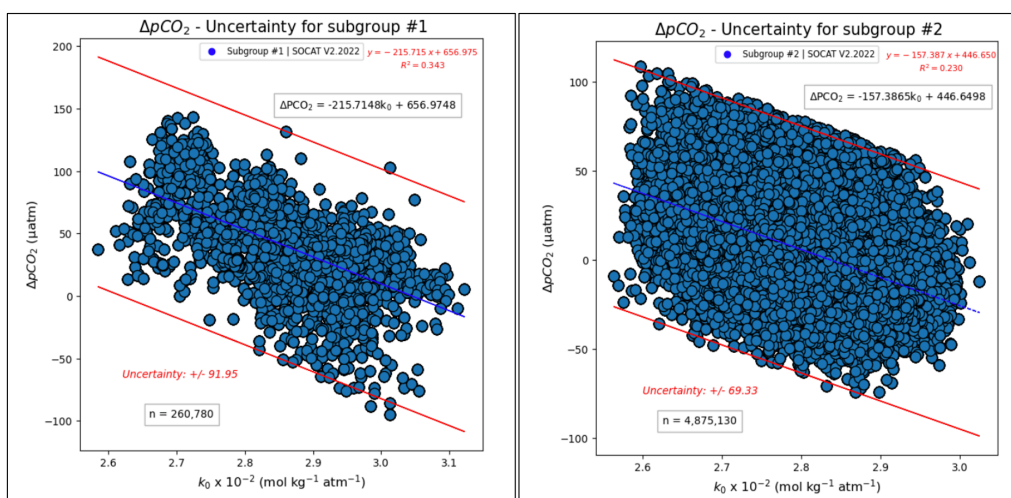 ΔpCO₂ - Uncertainty for subgroup #1
200
150
100
50
0
−50
−100
ΔpCO₂ (µatm)
Subgroup #1 | SOCAT V2.2022
y = − 215.715 x + 656.975
R² = 0.343
ΔPCO₂ = -215.7148k₀ + 656.9748
Uncertainty: +/- 91.95
n = 260,780
2.6 2.7 2.8 2.9 3.0 3.1
k₀ x 10⁻² (mol kg⁻¹ atm⁻¹)
ΔpCO₂ - Uncertainty for subgroup #2
100
50
0
−50
−100
ΔpCO₂ (µatm)
Subgroup #2 | SOCAT V2.2022
y = − 157.387 x + 446.650
R² = 0.230
ΔPCO₂ = -157.3865k₀ + 446.6498
Uncertainty: +/- 69.33
n = 4,875,130
2.6 2.7 2.8 2.9 3.0
k₀ x 10⁻² (mol kg⁻¹ atm⁻¹)